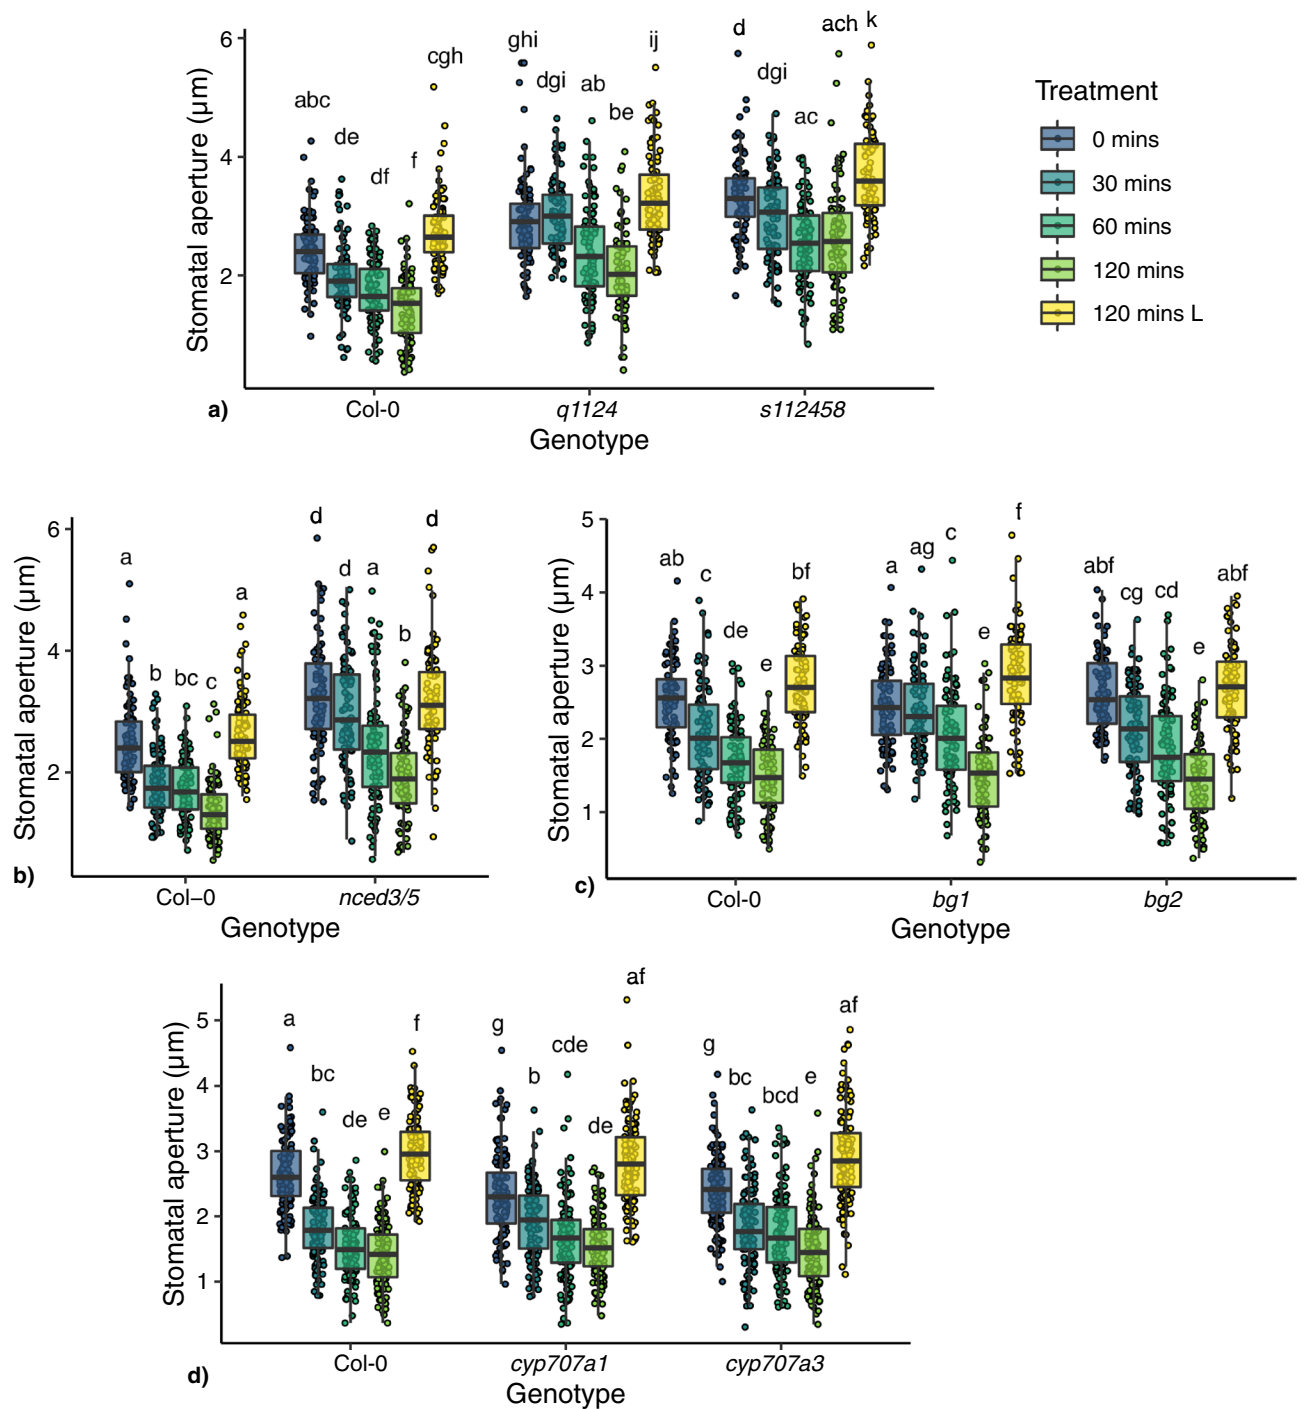 Stomatal aperture (μm)
6
4
2
abc
de
df
f
cgh
ghi
dgi
ab
be
ij
d
dgi
ac
ach
k
Col-0
q1124
s112458
a)
Genotype
Treatment
0 mins
30 mins
60 mins
120 mins
120 mins L
Stomatal aperture (μm)
6
4
2
a
b
bc
c
a
d
d
a
b
d
Col–0
nced3/5
b)
Genotype
Stomatal aperture (μm)
5
4
3
2
1
ab
c
de
e
bf
a
ag
c
e
f
abf
cg
cd
e
abf
Col-0
bg1
bg2
c)
Genotype
Stomatal aperture (μm)
5
4
3
2
1
a
bc
de
e
f
g
b
cde
de
af
g
bc
bcd
e
af
Col-0
cyp707a1
cyp707a3
d)
Genotype